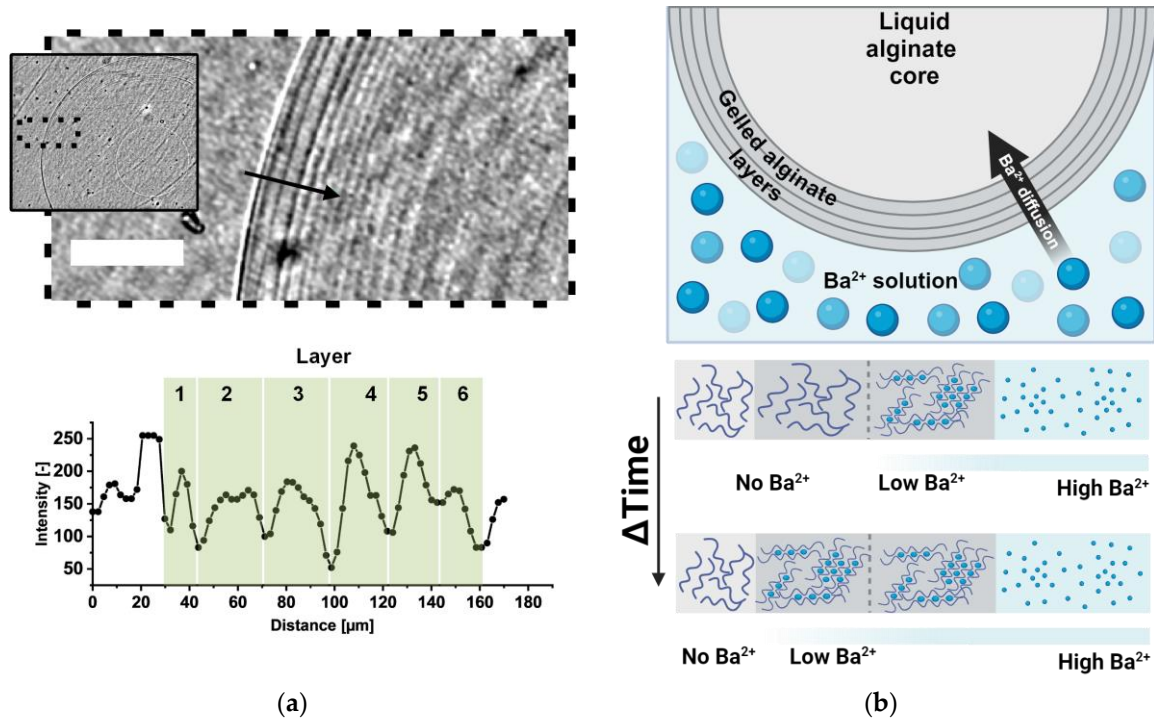 Layer
1 2 3 4 5 6
250
200
150
100
50
Intensity [-]
0 20 40 60 80 100 120 140 160 180
Distance [µm]
(a)
Liquid
alginate
core
Gelled alginate
layers
Ba²⁺ diffusion
Ba²⁺ solution
ΔTime
No Ba²⁺ Low Ba²⁺ High Ba²⁺
No Ba²⁺ Low Ba²⁺ High Ba²⁺
(b)